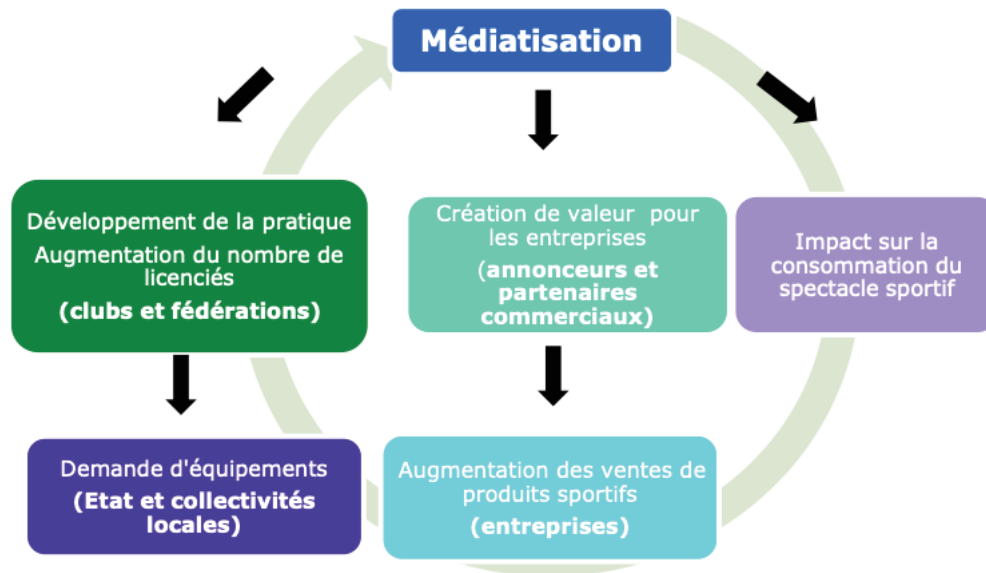 Médiatisation
Développement de la pratique
Augmentation du nombre de
licenciés
(clubs et fédérations)
Création de valeur pour
les entreprises
(annonceurs et
partenaires
commerciaux)
Impact sur la
consommation du
spectacle sportif
Demande d'équipements
(Etat et collectivités
locales)
Augmentation des ventes de
produits sportifs
(entreprises)